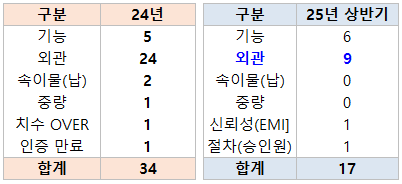 구분 24년
기능 5
외관 24
속이물(납) 2
중량 1
치수 OVER 1
인증 만료 1
합계 34
구분 25년 상반기
기능 6
외관 9
속이물(납) 0
중량 0
신뢰성(EMI] 1
절차(승인원) 1
합계 17